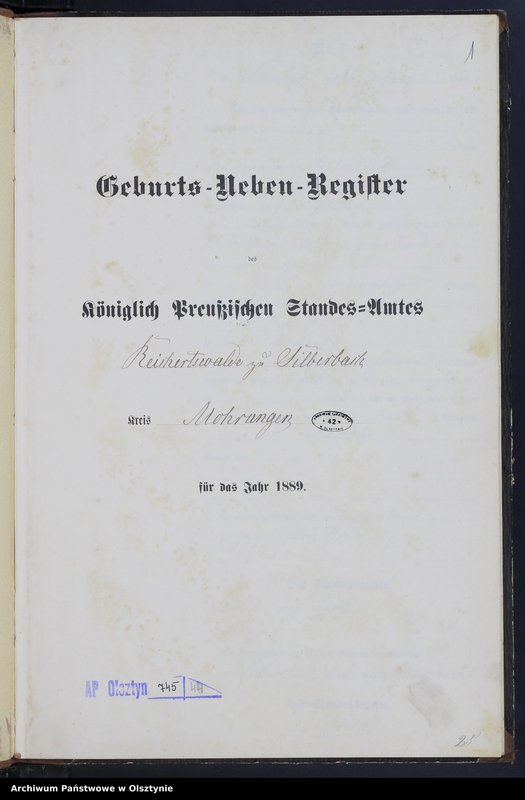 1
Geburts-Neben-Register
des
Königlich Preußischen Standes=Amtes
Reichertswalde zu Silberbach
Kreis Mohrungen
42
für das Jahr 1889.
AP Olsztyn 745 44
25
Archiwum Państwowe w Olsztynie